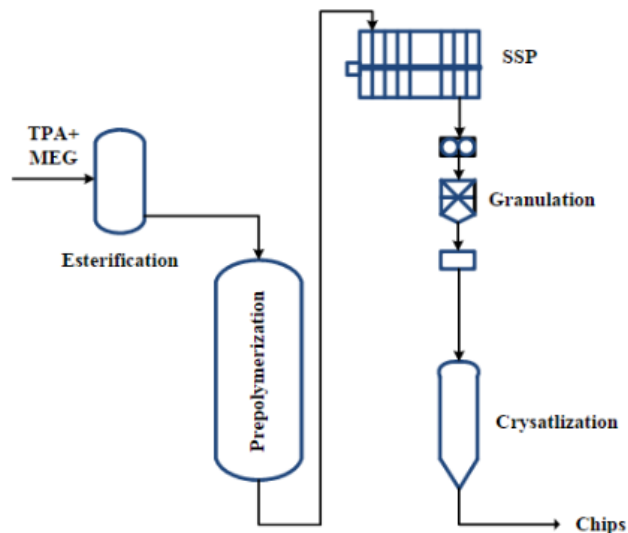 TPA+
MEG
Esterification
Prepolymerization
SSP
Granulation
Crysatlization
Chips